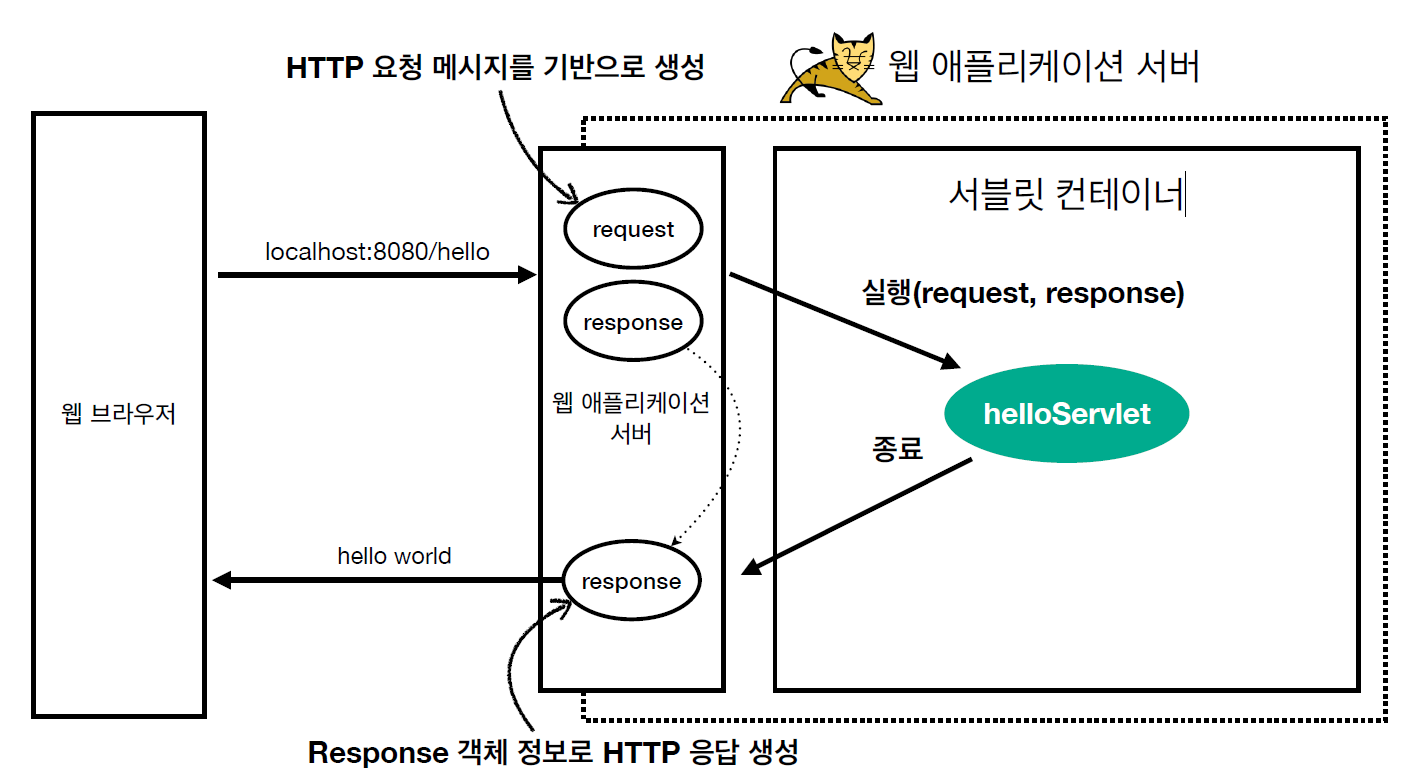 HTTP 요청 메시지를 기반으로 생성
웹 애플리케이션 서버
서블릿 컨테이너
request
localhost:8080/hello
실행(request, response)
response
웹 브라우저
웹 애플리케이션
서버
helloServlet
종료
hello world
response
Response 객체 정보로 HTTP 응답 생성